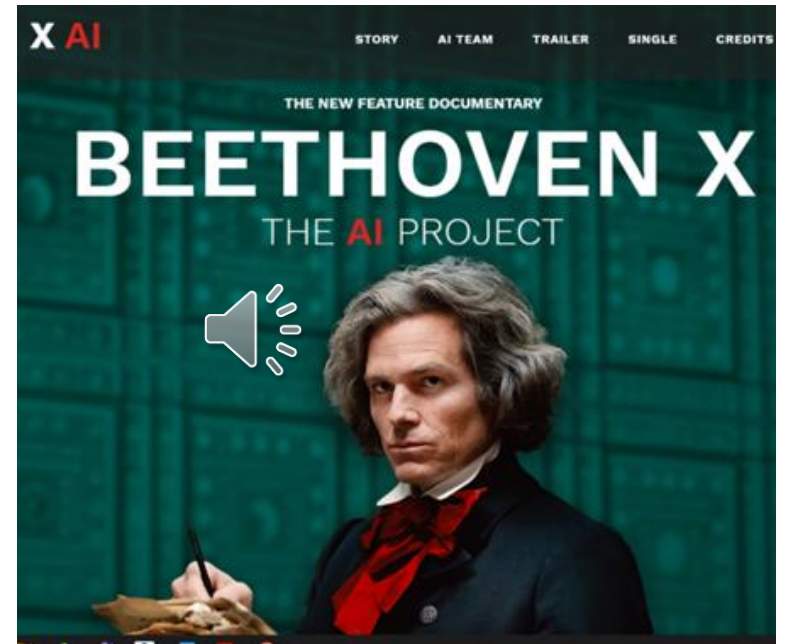 X AI
STORY AI TEAM TRAILER SINGLE CREDITS
THE NEW FEATURE DOCUMENTARY
BEETHOVEN X
THE AI PROJECT